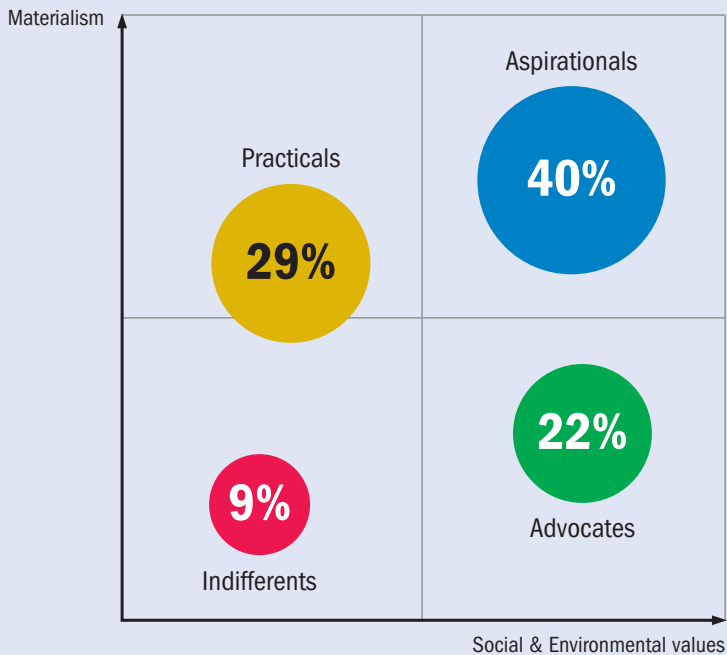 Materialism
Aspirationals
40%
Practicals
29%
22%
Advocates
9%
Indifferents
Social & Environmental values